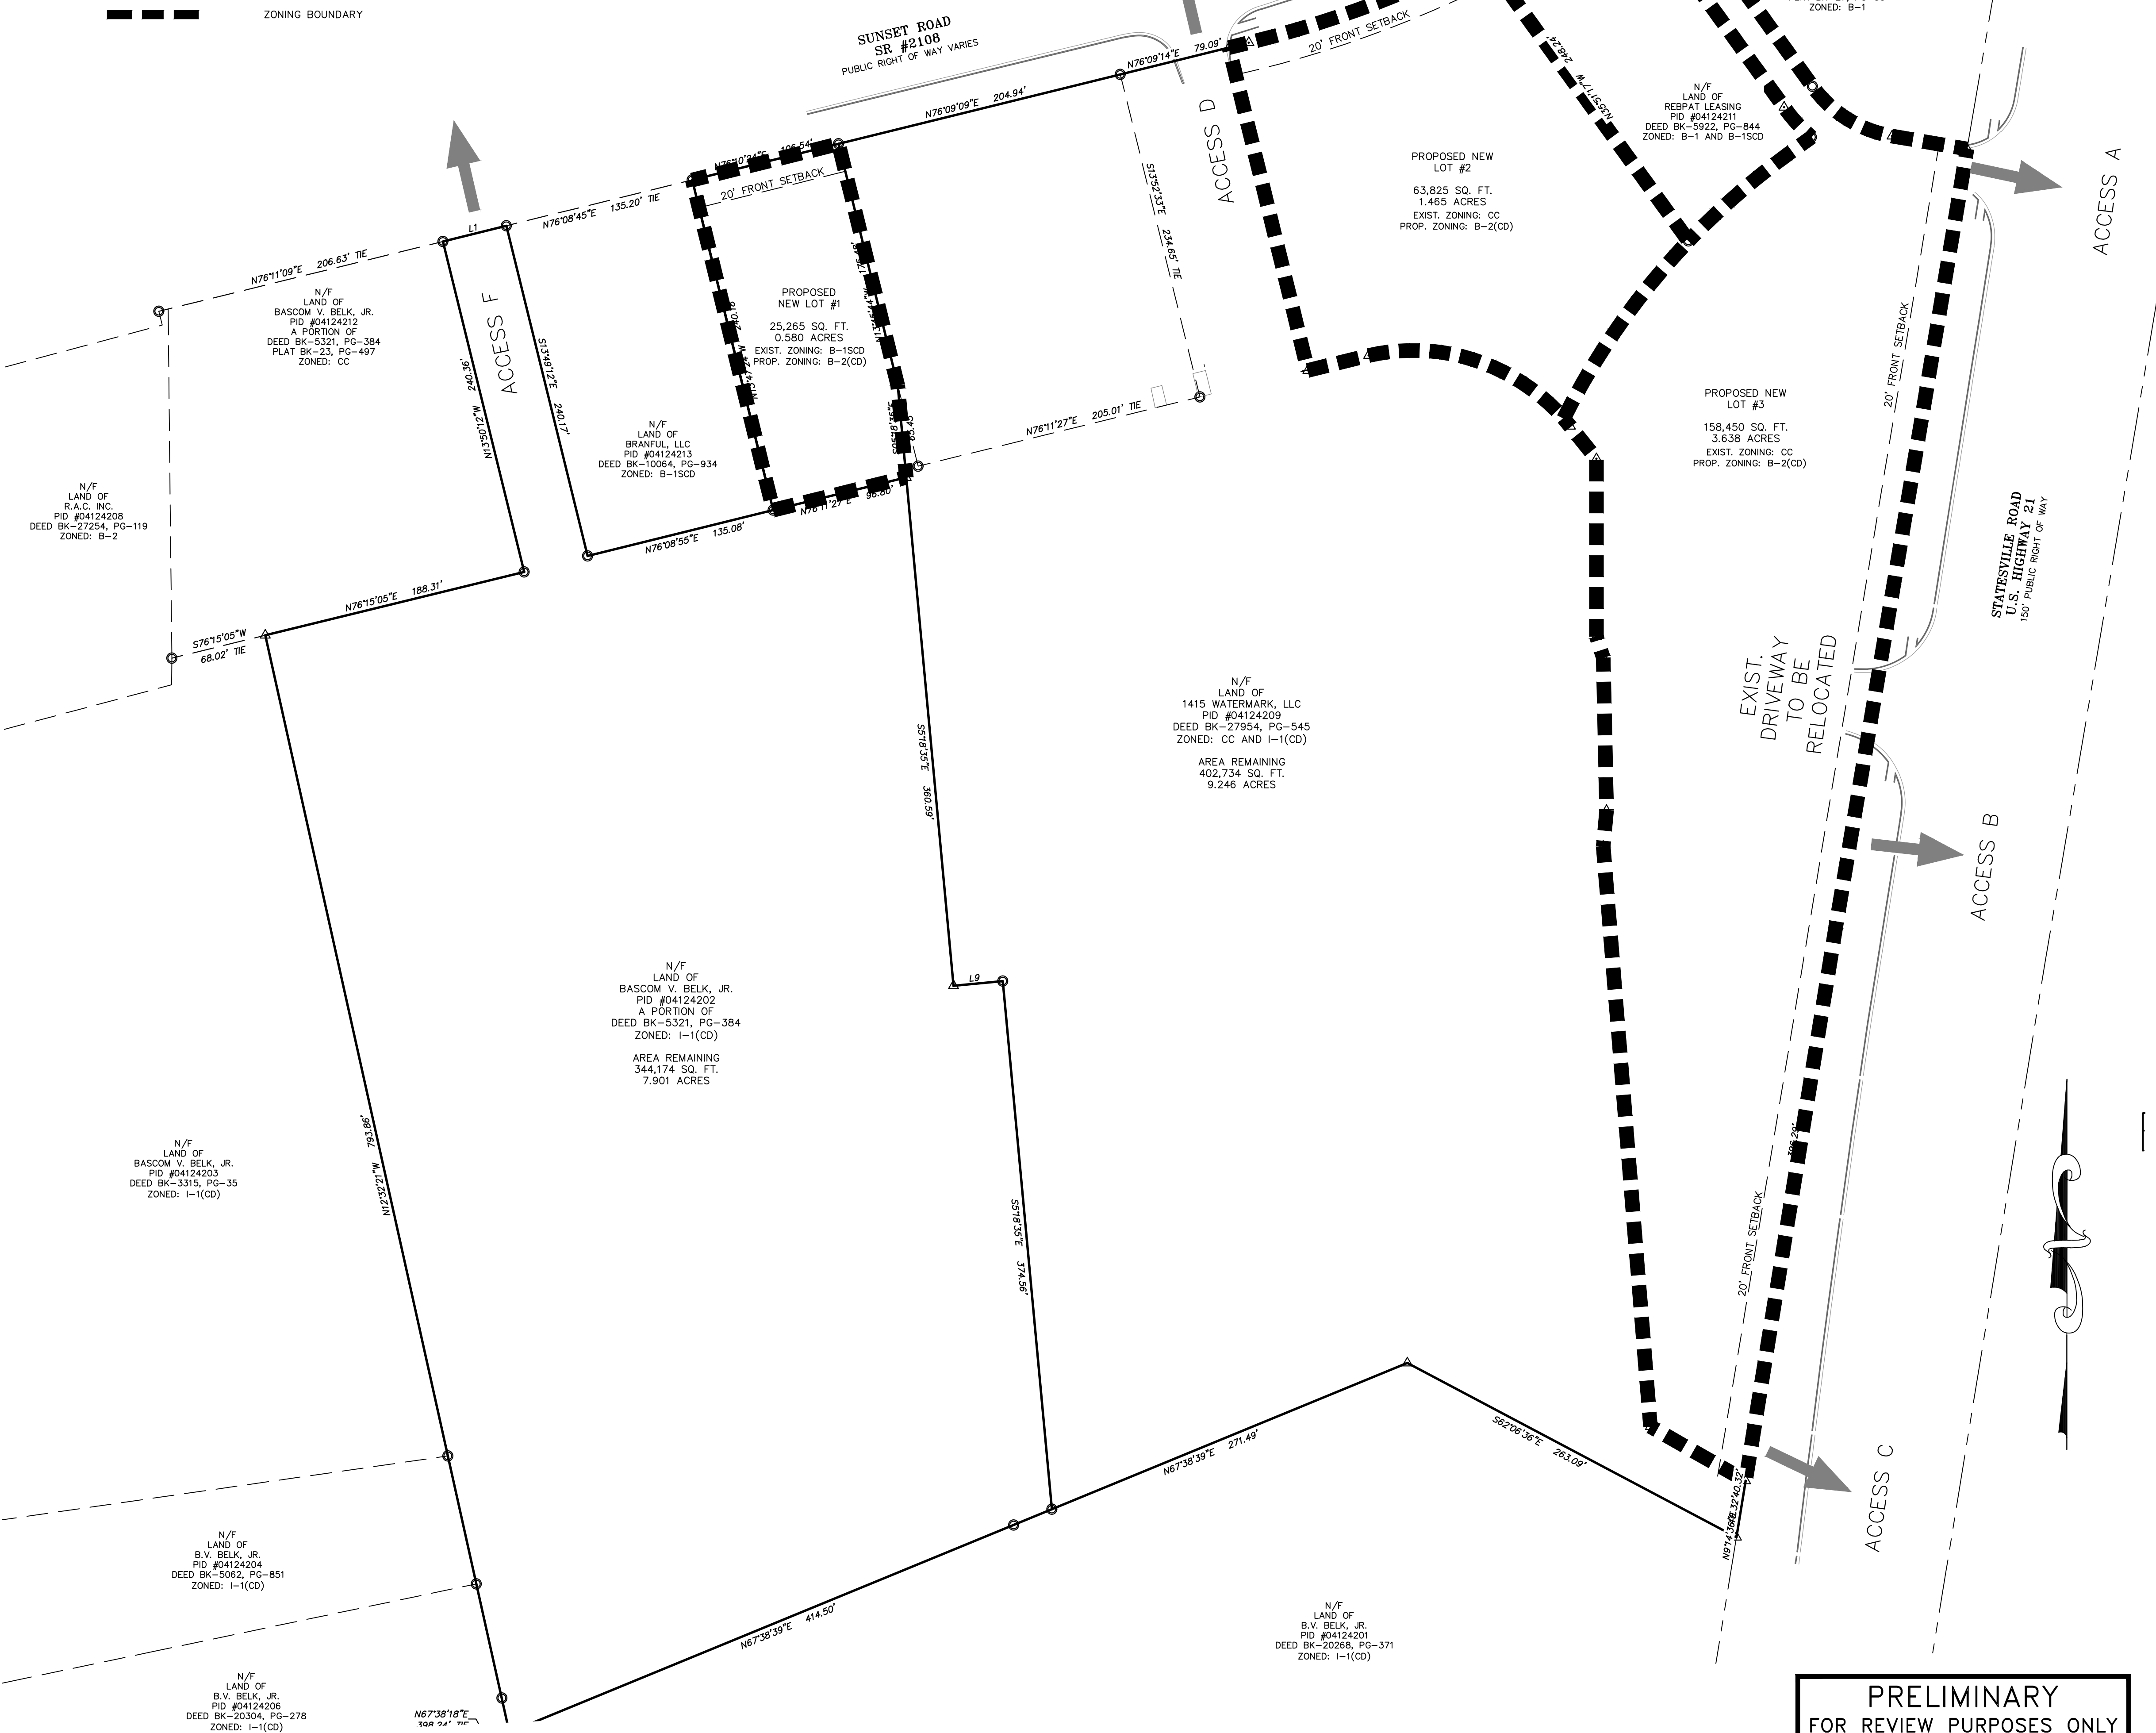 ZONING BOUNDARY
SUNSET ROAD
SR #2108
PUBLIC RIGHT OF WAY VARIES
N76°09'14"E 79.09'
20' FRONT SETBACK
ZONED: B-1
N76°09'09"E 204.94'
ACCESS D
248.24'
N35°51'17"W
N/F
LAND OF
REBPAT LEASING
PID #04124211
DEED BK-5922, PG-844
ZONED: B-1 AND B-1SCD
ACCESS A
PROPOSED NEW
LOT #2
63,825 SQ. FT.
1.465 ACRES
EXIST. ZONING: CC
PROP. ZONING: B-2(CD)
20' FRONT SETBACK
N76°08'45"E 135.20' TIE
L1
N76°11'09"E 206.63' TIE
S13°52'33"E 234.65' TIE
N/F
LAND OF
BASCOM V. BELK, JR.
PID #04124212
A PORTION OF
DEED BK-5321, PG-384
PLAT BK-23, PG-497
ZONED: CC
ACCESS F
N13°50'12"W 240.36'
S13°49'12"E 240.17'
PROPOSED
NEW LOT #1
25,265 SQ. FT.
0.580 ACRES
EXIST. ZONING: B-1SCD
PROP. ZONING: B-2(CD)
20' FRONT SETBACK
PROPOSED NEW
LOT #3
158,450 SQ. FT.
3.638 ACRES
EXIST. ZONING: CC
PROP. ZONING: B-2(CD)
N/F
LAND OF
BRANFUL, LLC
PID #04124213
DEED BK-10064, PG-934
ZONED: B-1SCD
N76°11'27"E 205.01' TIE
N76°11'27"E 96.80'
N76°08'55"E 135.08'
N/F
LAND OF
R.A.C. INC.
PID #04124208
DEED BK-27254, PG-119
ZONED: B-2
STATESVILLE ROAD
U.S. HIGHWAY 21
150' PUBLIC RIGHT OF WAY
N76°15'05"E 188.31'
S76°15'05"W
68.02' TIE
EXIST.
DRIVEWAY
TO BE
RELOCATED
N/F
LAND OF
1415 WATERMARK, LLC
PID #04124209
DEED BK-27954, PG-545
ZONED: CC AND I-1(CD)
AREA REMAINING
402,734 SQ. FT.
9.246 ACRES
S5°18'35"E 360.59'
ACCESS B
L9
N/F
LAND OF
BASCOM V. BELK, JR.
PID #04124202
A PORTION OF
DEED BK-5321, PG-384
ZONED: I-1(CD)
AREA REMAINING
344,174 SQ. FT.
7.901 ACRES
N12°32'21"W 793.86'
N/F
LAND OF
BASCOM V. BELK, JR.
PID #04124203
DEED BK-3315, PG-35
ZONED: I-1(CD)
S5°18'35"E 374.56'
20' FRONT SETBACK
S62°06'36"E 263.09'
N67°38'39"E 271.49'
ACCESS C
N/F
LAND OF
B.V. BELK, JR.
PID #04124204
DEED BK-5062, PG-851
ZONED: I-1(CD)
N67°38'39"E 414.50'
N/F
LAND OF
B.V. BELK, JR.
PID #04124201
DEED BK-20268, PG-371
ZONED: I-1(CD)
N/F
LAND OF
B.V. BELK, JR.
PID #04124206
DEED BK-20304, PG-278
ZONED: I-1(CD)
N67°38'18"E
398.24' TIE
PRELIMINARY
FOR REVIEW PURPOSES ONLY